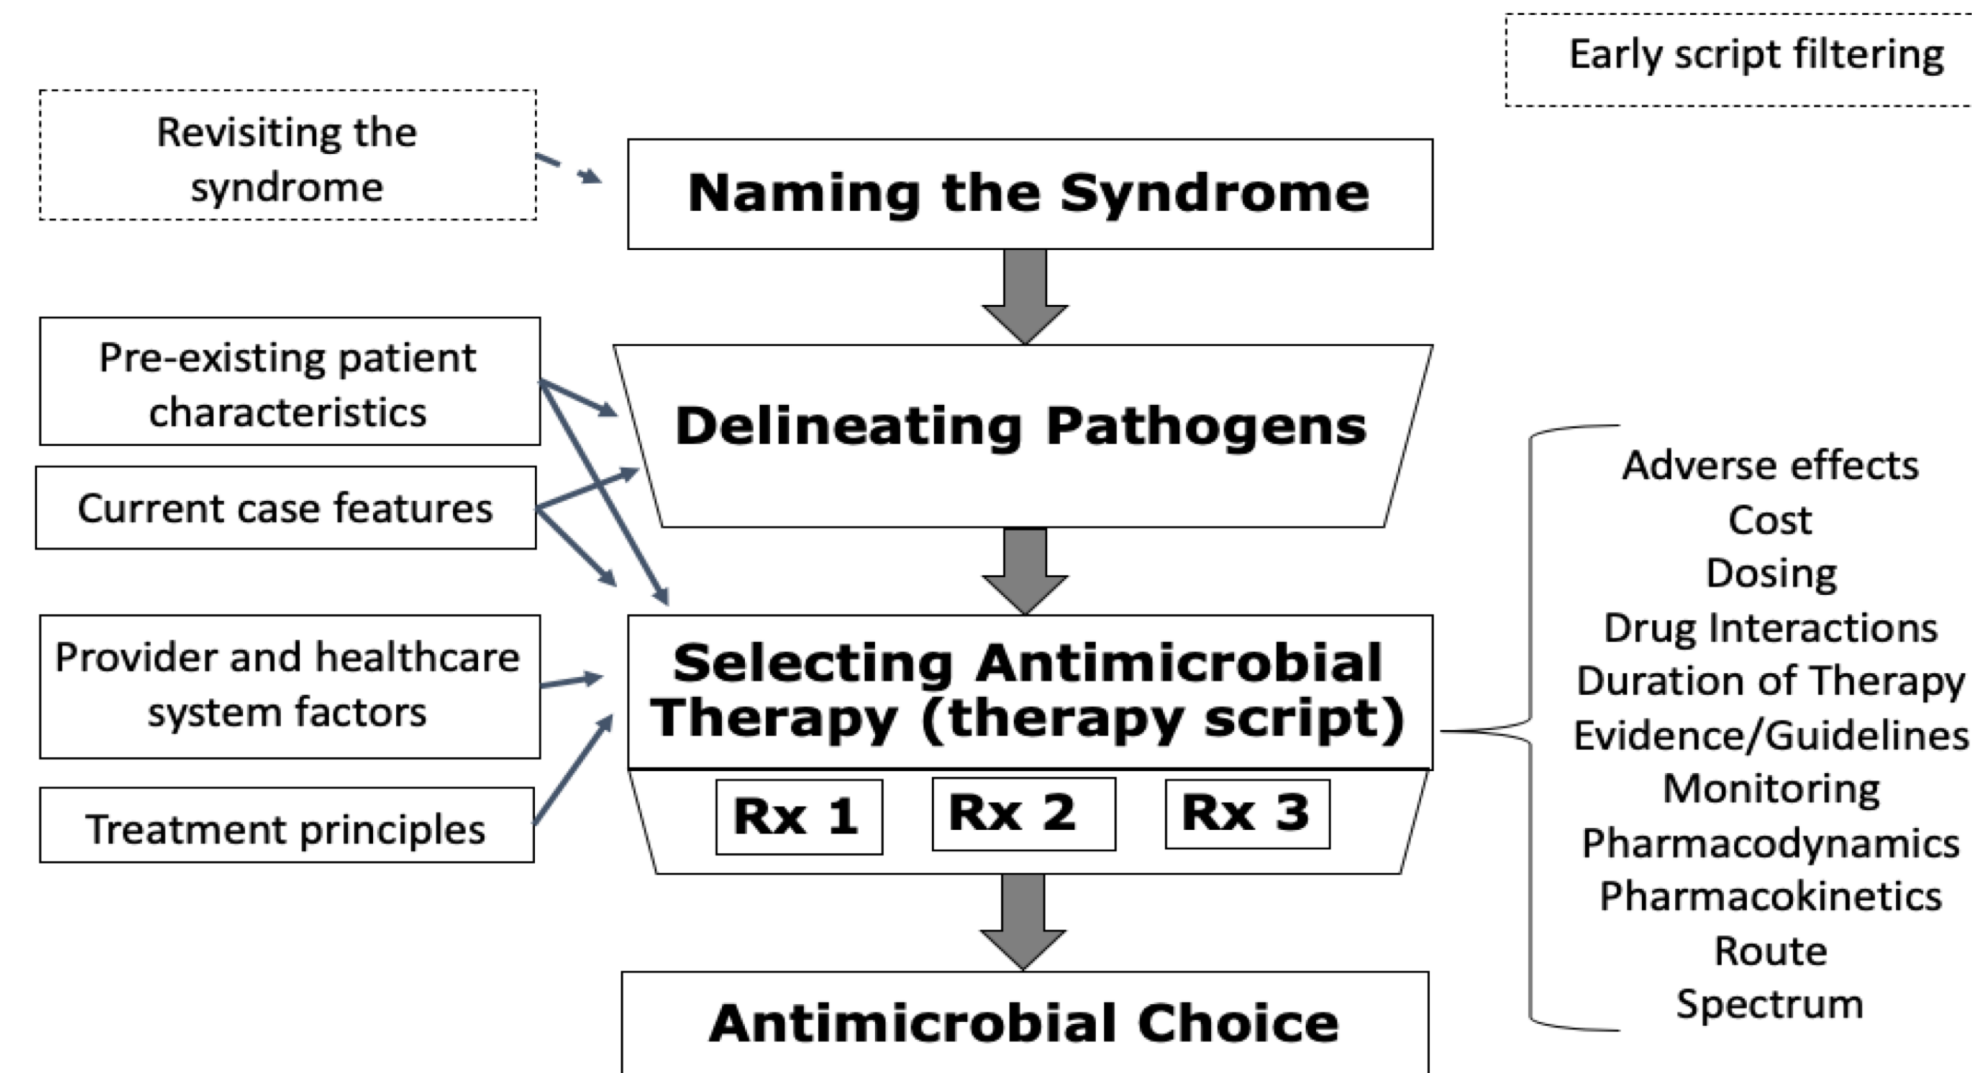 Early script filtering
Revisiting the
syndrome
Naming the Syndrome
Pre-existing patient
characteristics
Delineating Pathogens
Current case features
Provider and healthcare
system factors
Selecting Antimicrobial
Therapy (therapy script)
Treatment principles
Rx 1
Rx 2
Rx 3
Antimicrobial Choice
Adverse effects
Cost
Dosing
Drug Interactions
Duration of Therapy
Evidence/Guidelines
Monitoring
Pharmacodynamics
Pharmacokinetics
Route
Spectrum